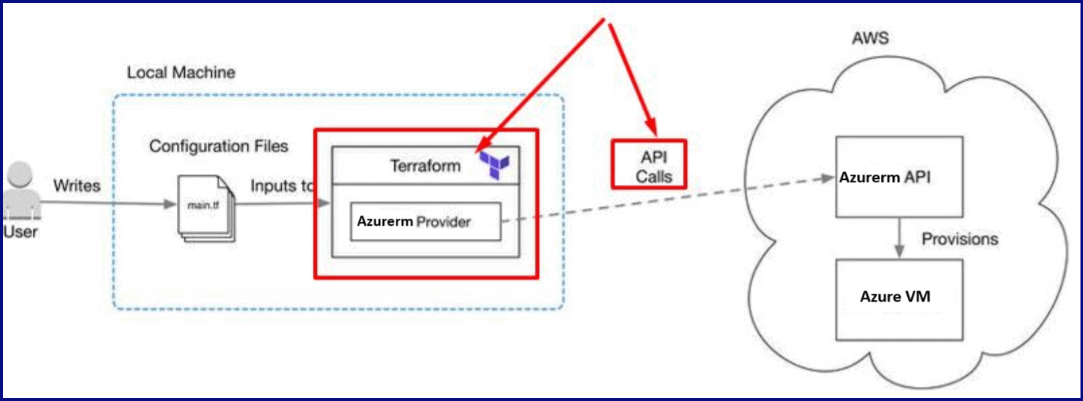 AWS
Local Machine
Configuration Files
Terraform
API
Calls
Azurerm API
Writes
main.tf
Inputs to
Azurerm Provider
User
Provisions
Azure VM